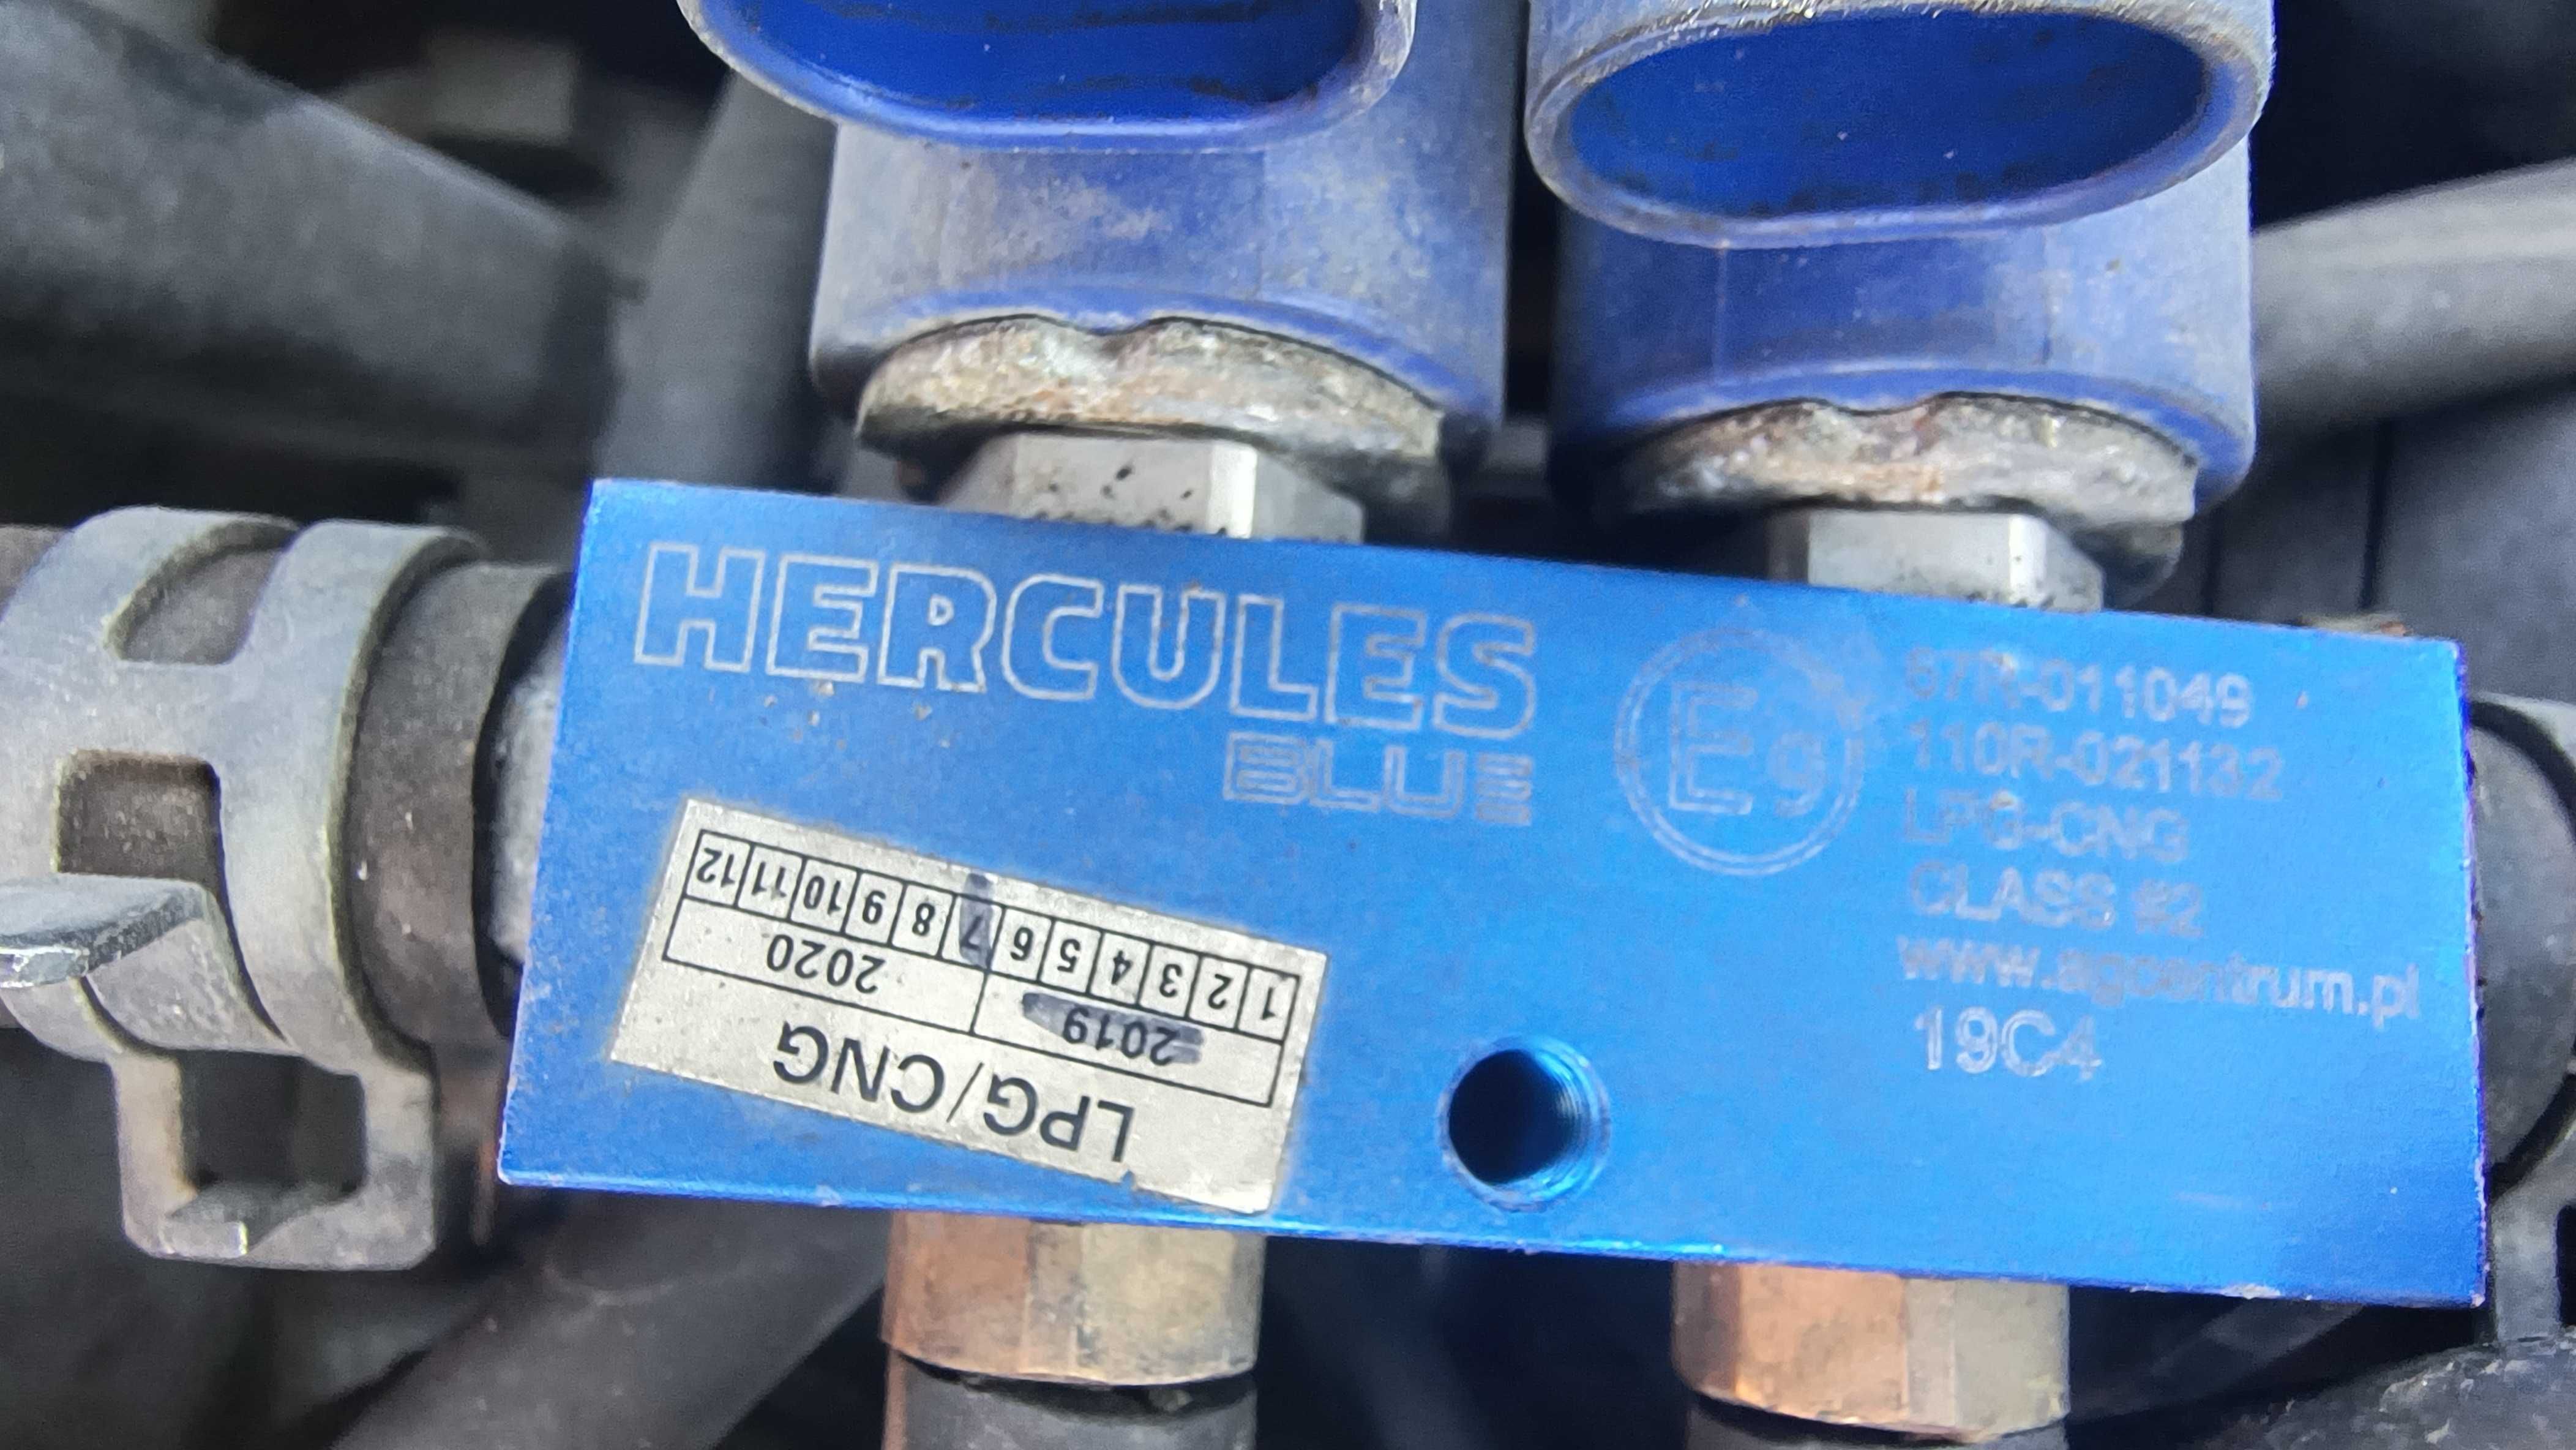 HERCULES
BLUE
E9
67R-011049
110R-021132
LPG-CNG
CLASS #2
www.agcentrum.pl
19C4
LPG/CNG
2019 2020
1 2 3 4 5 6 7 8 9 10 11 12